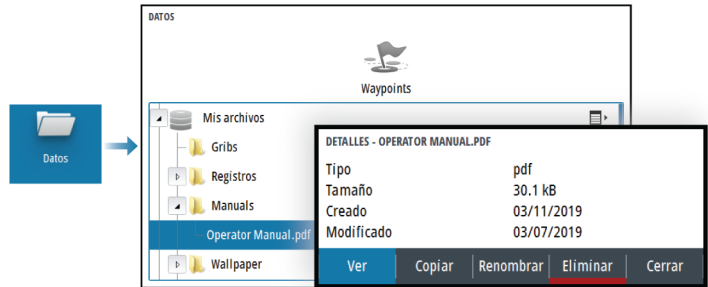 DATOS
Waypoints
Datos
Mis archivos
Gribs
Registros
Manuals
Operator Manual.pdf
Wallpaper
DETALLES - OPERATOR MANUAL.PDF
Tipo pdf
Tamaño 30.1 kB
Creado 03/11/2019
Modificado 03/07/2019
Ver Copiar Renombrar Eliminar Cerrar